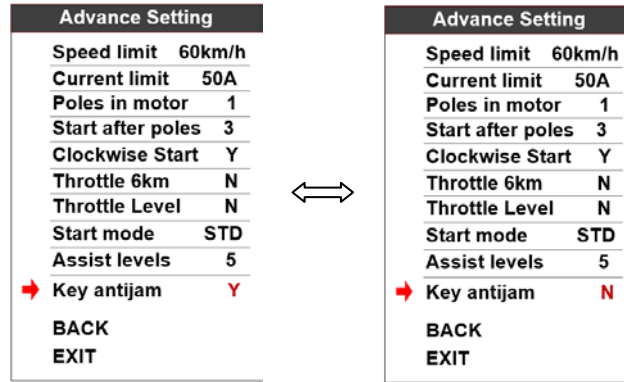 Advance Setting
Speed limit 60km/h
Current limit 50A
Poles in motor 1
Start after poles 3
Clockwise Start Y
Throttle 6km N
Throttle Level N
Start mode STD
Assist levels 5
Key antijam Y
BACK
EXIT
Advance Setting
Speed limit 60km/h
Current limit 50A
Poles in motor 1
Start after poles 3
Clockwise Start Y
Throttle 6km N
Throttle Level N
Start mode STD
Assist levels 5
Key antijam N
BACK
EXIT